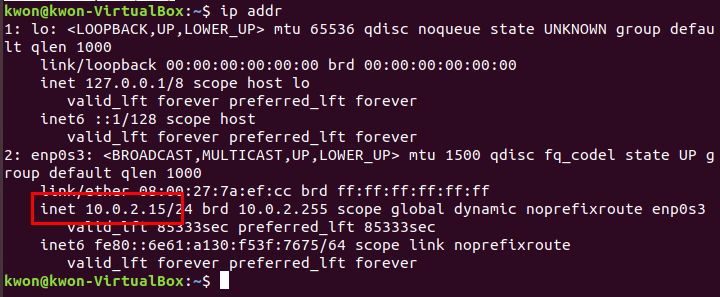 kwon@kwon-VirtualBox:~$ ip addr
1: lo: <LOOPBACK,UP,LOWER_UP> mtu 65536 qdisc noqueue state UNKNOWN group defau
lt qlen 1000
    link/loopback 00:00:00:00:00:00 brd 00:00:00:00:00:00
    inet 127.0.0.1/8 scope host lo
       valid_lft forever preferred_lft forever
    inet6 ::1/128 scope host
       valid_lft forever preferred_lft forever
2: enp0s3: <BROADCAST,MULTICAST,UP,LOWER_UP> mtu 1500 qdisc fq_codel state UP g
roup default qlen 1000
    link/ether 08:00:27:7a:ef:cc brd ff:ff:ff:ff:ff:ff
    inet 10.0.2.15/24 brd 10.0.2.255 scope global dynamic noprefixroute enp0s3
       valid_lft 85333sec preferred_lft 85333sec
    inet6 fe80::6e61:a130:f53f:7675/64 scope link noprefixroute
       valid_lft forever preferred_lft forever
kwon@kwon-VirtualBox:~$